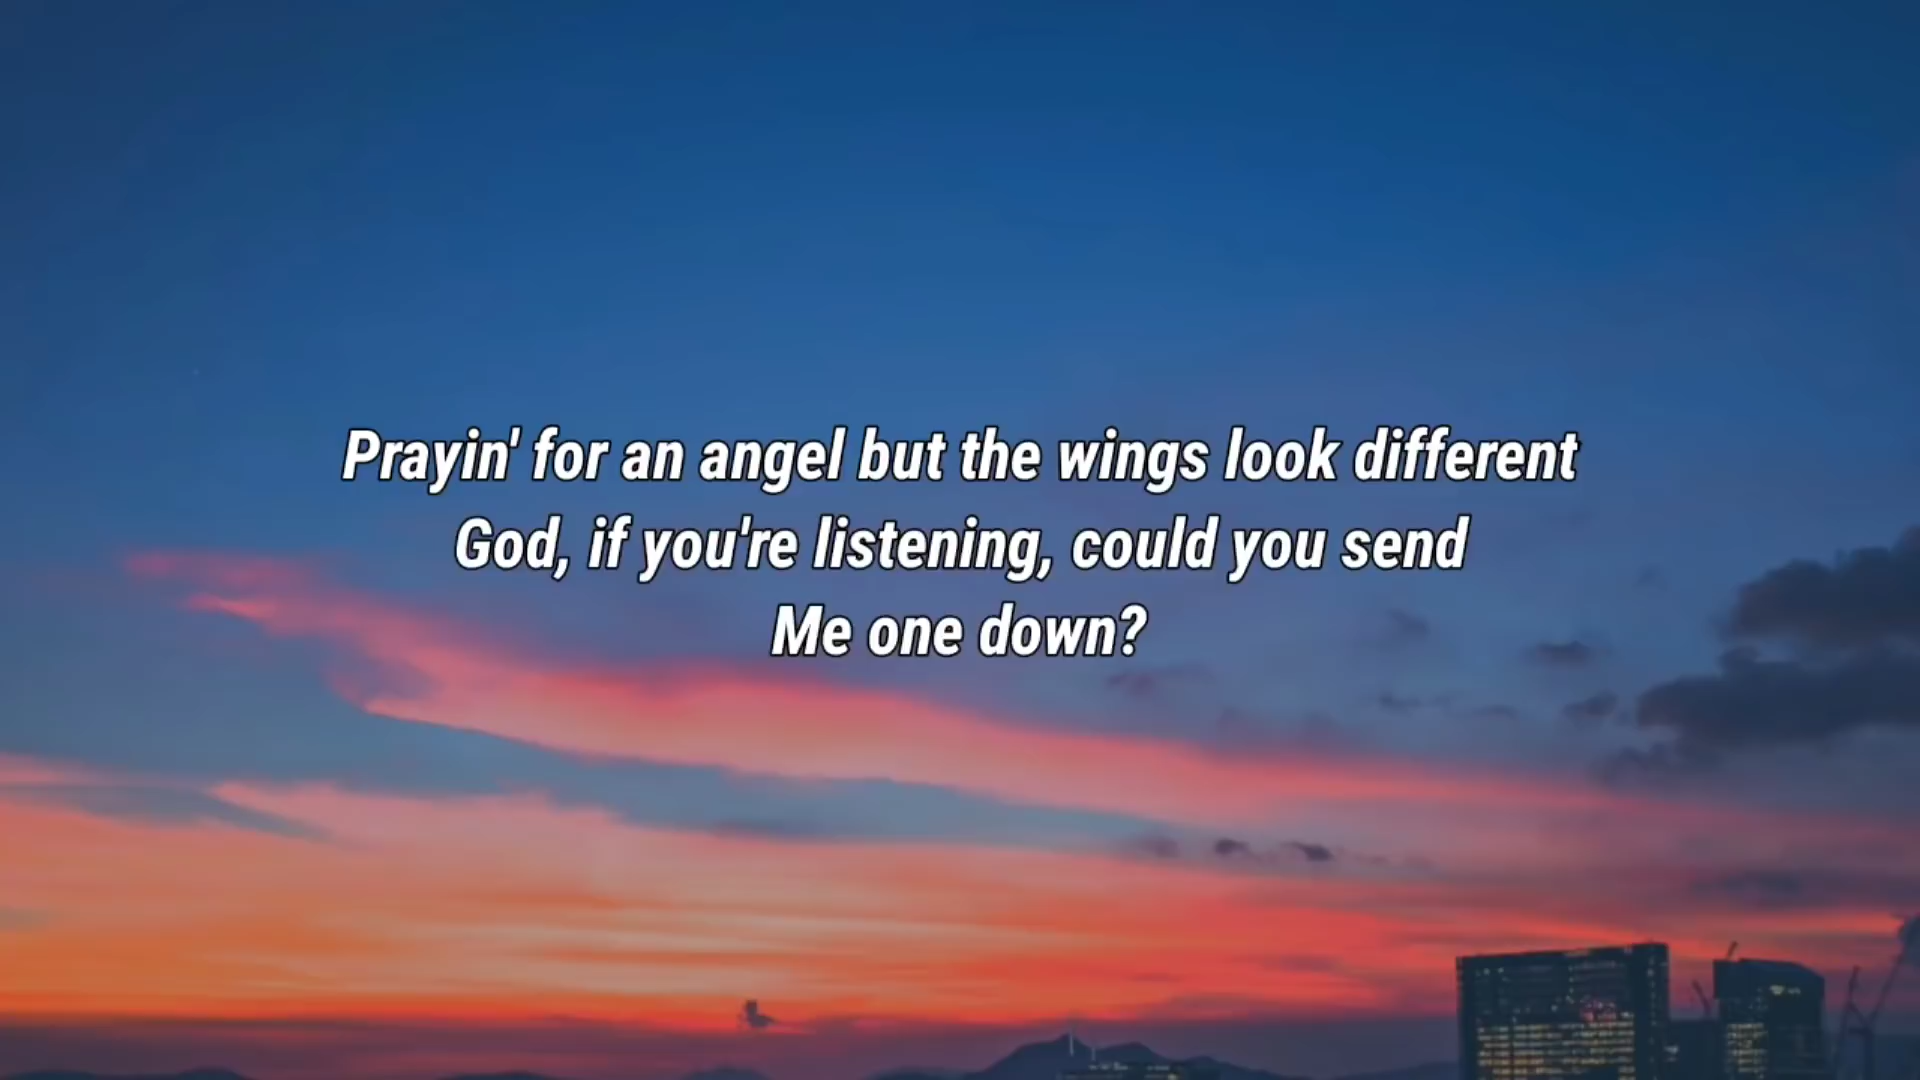 Prayin' for an angel but the wings look different
God, if you're listening, could you send
Me one down?